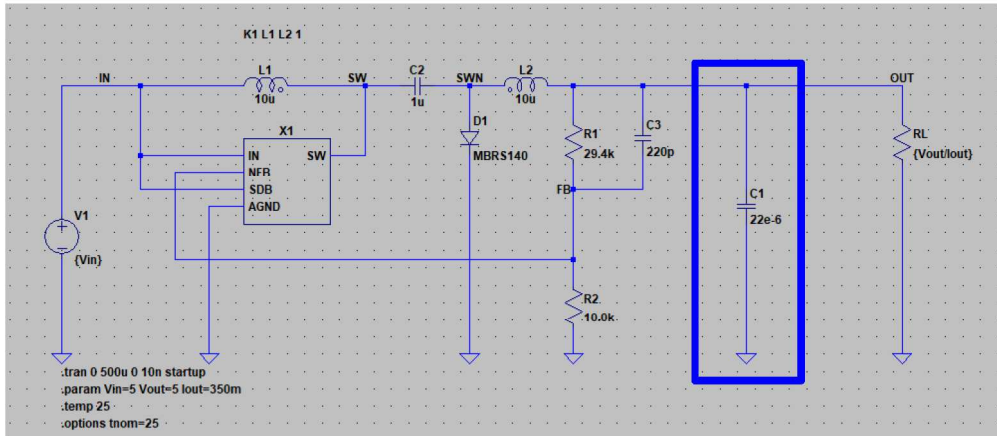 K1 L1 L2 1
IN
L1
10u
SW
C2
1u
SWN
L2
10u
OUT
X1
IN SW
NFB
SDB
AGND
D1
MBRS140
R1
29.4k
C3
220p
RL
{Vout/Iout}
FB
C1
22e-6
V1
{Vin}
R2
10.0k
.tran 0 500u 0 10n startup
.param Vin=5 Vout=5 Iout=350m
.temp 25
.options tnom=25